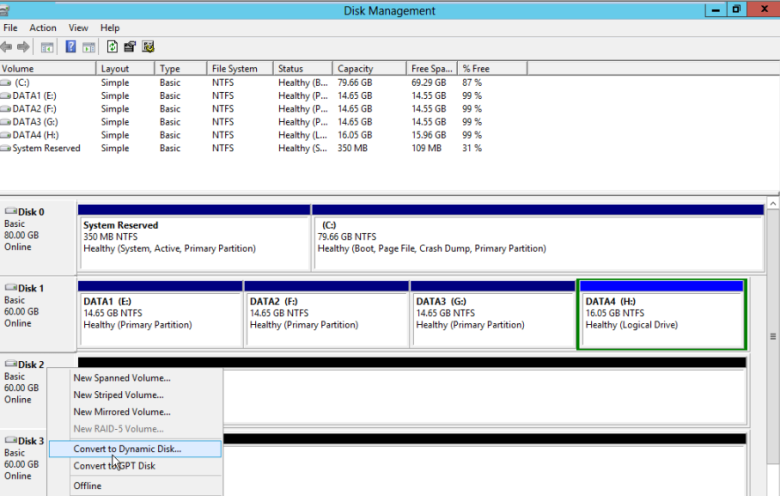 Disk Management
File Action View Help
Volume Layout Type File System Status Capacity Free Spa... % Free
(C:) Simple Basic NTFS Healthy (B... 79.66 GB 69.29 GB 87 %
DATA1 (E:) Simple Basic NTFS Healthy (P... 14.65 GB 14.55 GB 99 %
DATA2 (F:) Simple Basic NTFS Healthy (P... 14.65 GB 14.55 GB 99 %
DATA3 (G:) Simple Basic NTFS Healthy (P... 14.65 GB 14.55 GB 99 %
DATA4 (H:) Simple Basic NTFS Healthy (L... 16.05 GB 15.96 GB 99 %
System Reserved Simple Basic NTFS Healthy (S... 350 MB 109 MB 31 %
Disk 0
Basic
80.00 GB
Online
System Reserved
350 MB NTFS
Healthy (System, Active, Primary Partition)
(C:)
79.66 GB NTFS
Healthy (Boot, Page File, Crash Dump, Primary Partition)
Disk 1
Basic
60.00 GB
Online
DATA1 (E:)
14.65 GB NTFS
Healthy (Primary Partition)
DATA2 (F:)
14.65 GB NTFS
Healthy (Primary Partition)
DATA3 (G:)
14.65 GB NTFS
Healthy (Primary Partition)
DATA4 (H:)
16.05 GB NTFS
Healthy (Logical Drive)
Disk 2
Basic
60.00 GB
Online
New Spanned Volume...
New Striped Volume...
New Mirrored Volume...
New RAID-5 Volume...
Convert to Dynamic Disk...
Convert to GPT Disk
Offline
Disk 3
Basic
60.00 GB
Online